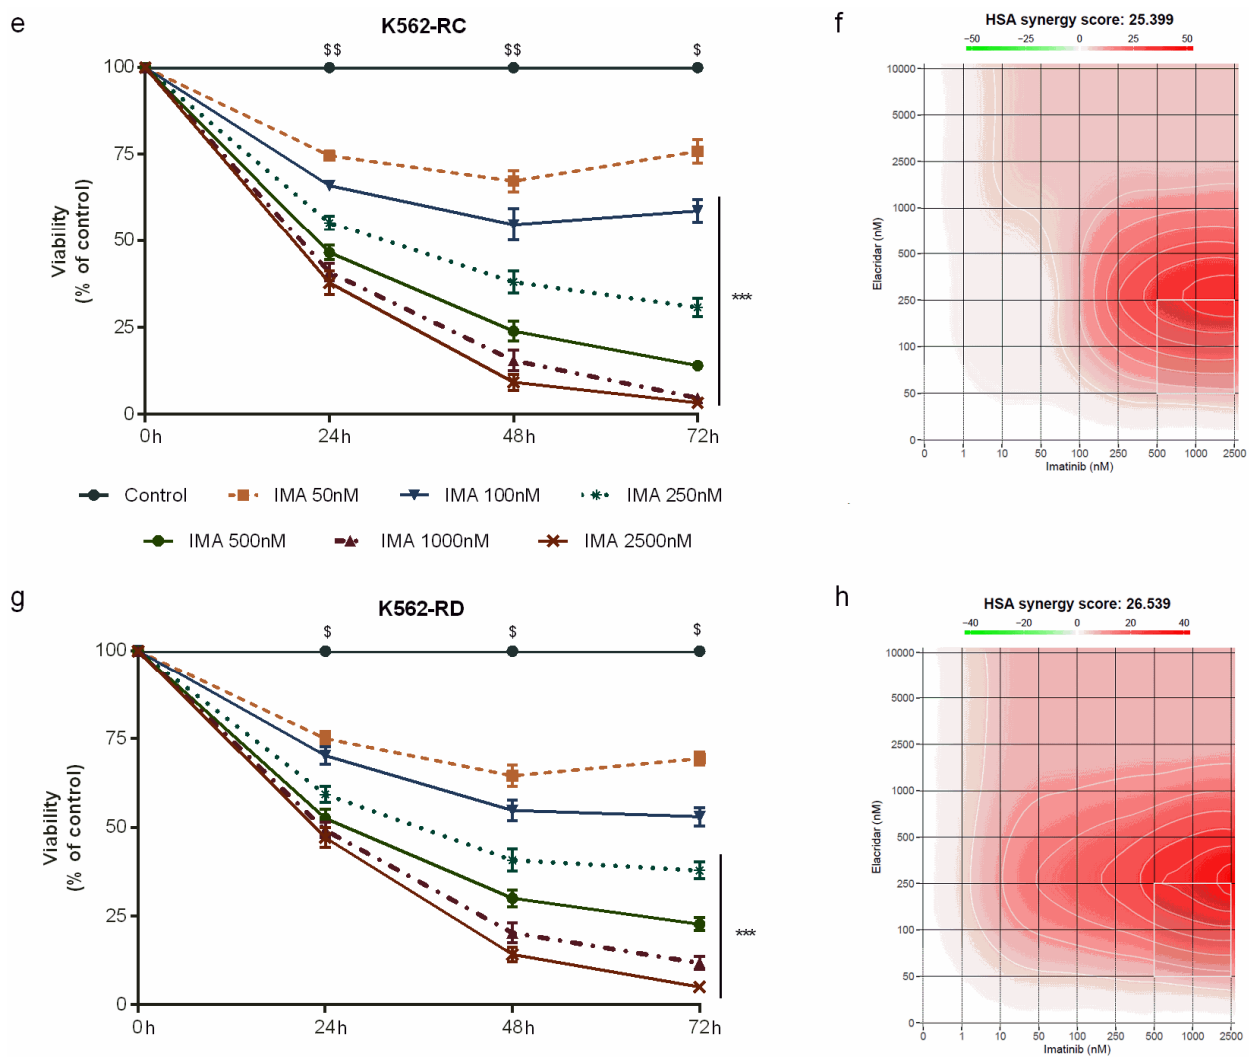 e
K562-RC
$$ $$ $
100
75
50
25
0
Viability
(% of control)
***
0h 24h 48h 72h
f
HSA synergy score: 25.399
−50 −25 0 25 50
10000
5000
2500
1000
500
250
100
50
0
Elacridar (nM)
0 1 10 50 100 250 500 1000 2500
Imatinib (nM)
Control IMA 50nM IMA 100nM IMA 250nM
IMA 500nM IMA 1000nM IMA 2500nM
g
K562-RD
$ $ $
100
75
50
25
0
Viability
(% of control)
***
0h 24h 48h 72h
h
HSA synergy score: 26.539
−40 −20 0 20 40
10000
5000
2500
1000
500
250
100
50
0
Elacridar (nM)
0 1 10 50 100 250 500 1000 2500
Imatinib (nM)